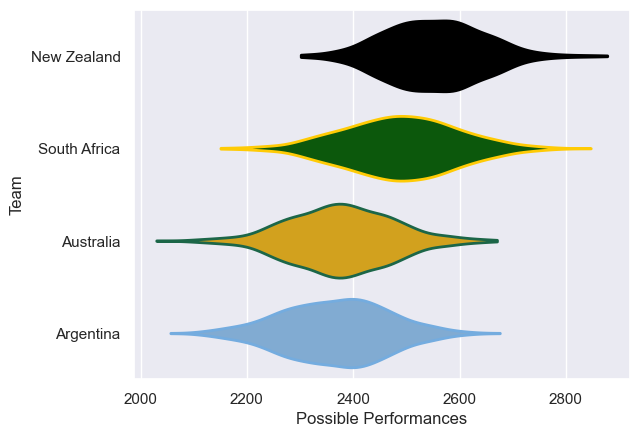 New Zealand
South Africa
Australia
Argentina
Team
2000 2200 2400 2600 2800
Possible Performances